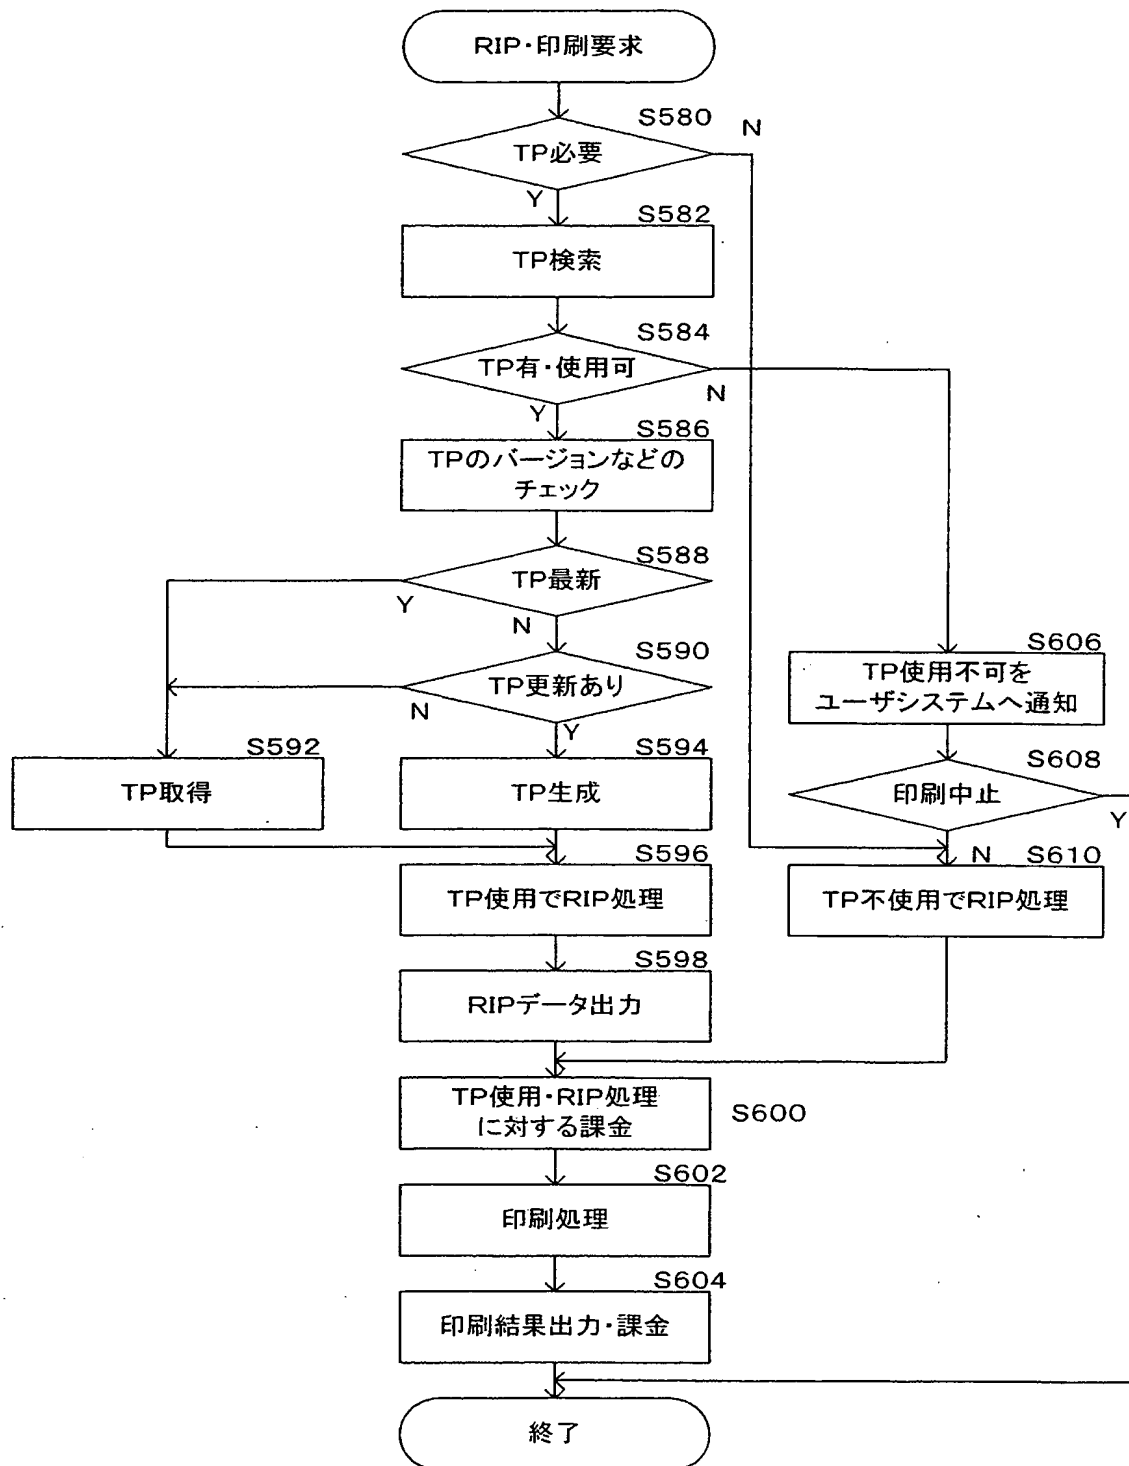 RIP・印刷要求
S580
N
TP必要
Y
S582
TP検索
S584
TP有・使用可
N
Y
S586
TPのバージョンなどの
チェック
S588
TP最新
Y
N
S590
TP更新あり
N
Y
S606
TP使用不可を
ユーザシステムへ通知
S592
TP取得
S594
TP生成
S608
印刷中止
Y
N
S596
TP使用でRIP処理
S610
TP不使用でRIP処理
S598
RIPデータ出力
TP使用・RIP処理
に対する課金
S600
S602
印刷処理
S604
印刷結果出力・課金
終了